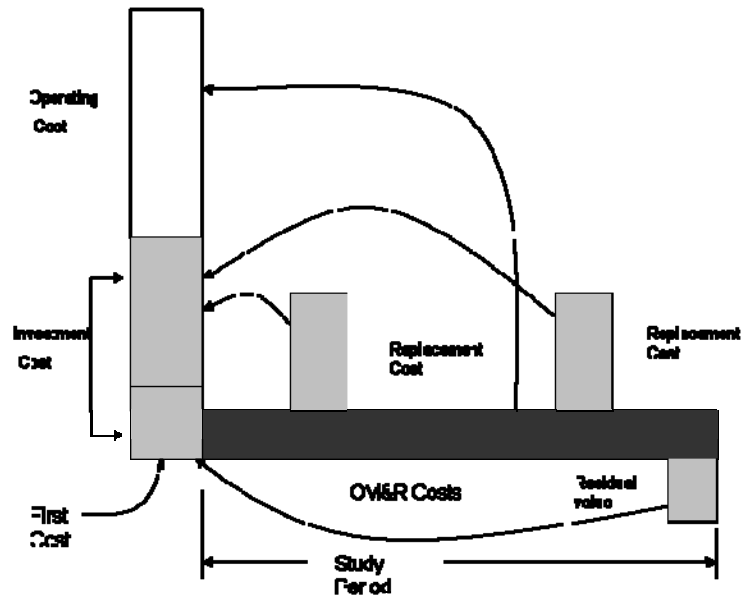 Operating
Cost
Investment
Cost
Replacement
Cost
Replacement
Cost
First
Cost
OM&R Costs
Residual
value
Study
Period